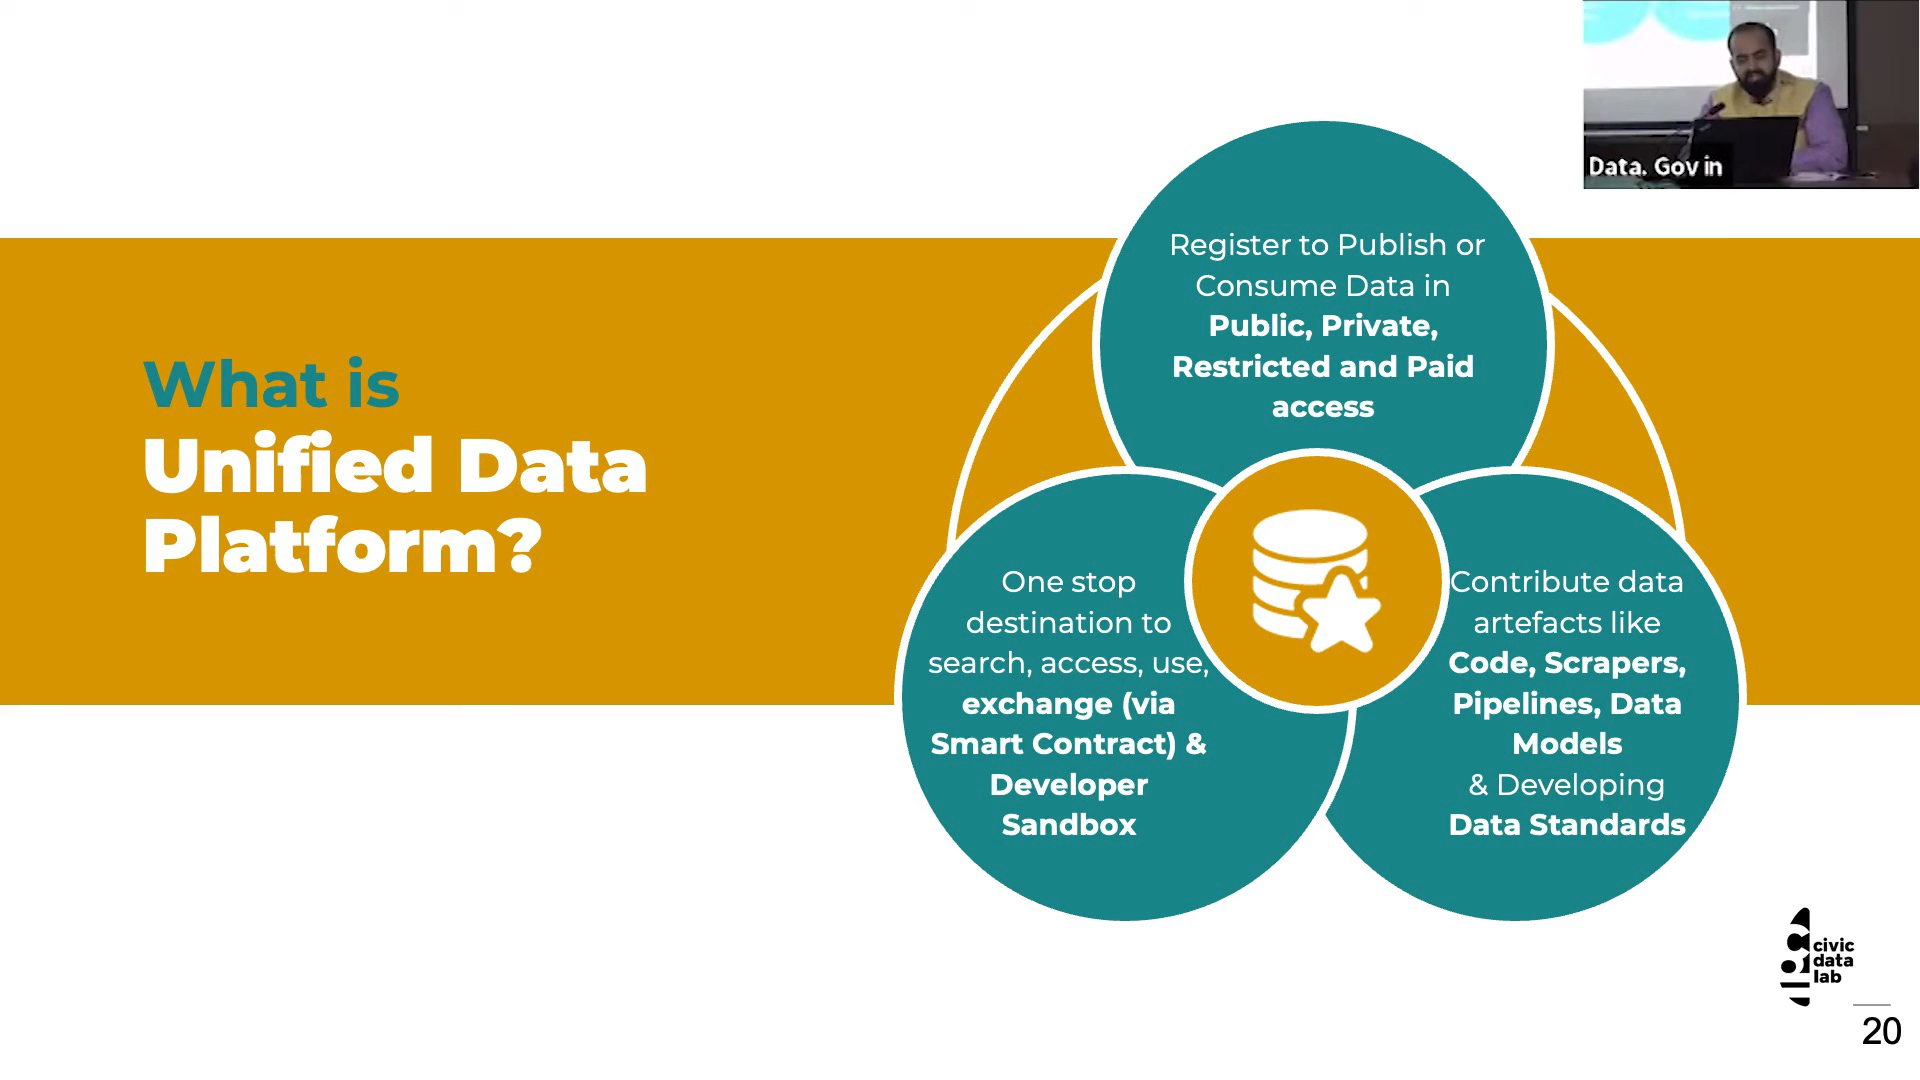 Data. Gov in
What is
Unified Data
Platform?
Register to Publish or
Consume Data in
Public, Private,
Restricted and Paid
access
One stop
destination to
search, access, use,
exchange (via
Smart Contract) &
Developer
Sandbox
Contribute data
artefacts like
Code, Scrapers,
Pipelines, Data
Models
& Developing
Data Standards
civic
data
lab
20